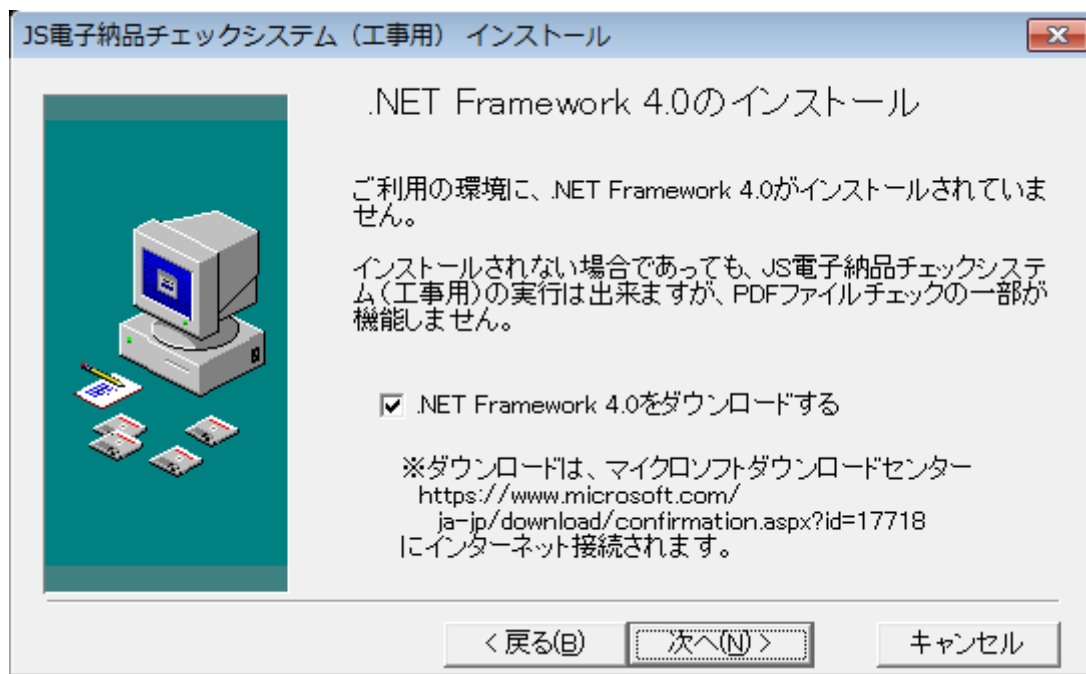 JS電子納品チェックシステム（工事用） インストール
.NET Framework 4.0のインストール
ご利用の環境に、.NET Framework 4.0がインストールされていま
せん。
インストールされない場合であっても、JS電子納品チェックシステ
ム(工事用)の実行は出来ますが、PDFファイルチェックの一部が
機能しません。
.NET Framework 4.0をダウンロードする
※ダウンロードは、マイクロソフトダウンロードセンター
https://www.microsoft.com/
ja-jp/download/confirmation.aspx?id=17718
にインターネット接続されます。
< 戻る(B) 次へ(N) > キャンセル